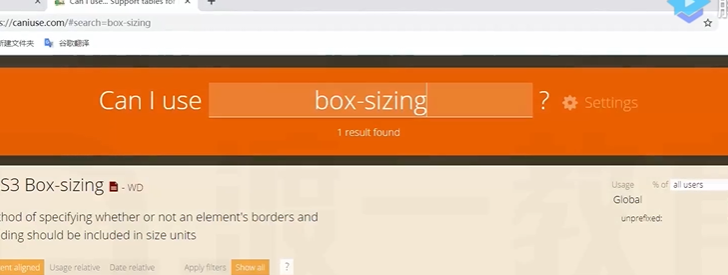 Can I use... Support tables for
s://caniuse.com/#search=box-sizing
新建文件夹 谷歌翻译
Can I use box-sizing ? Settings
1 result found
S3 Box-sizing - WD
Usage % of all users
Global
thod of specifying whether or not an element's borders and
unprefixed:
ding should be included in size units
ent aligned Usage relative Date relative Apply filters Show all ?